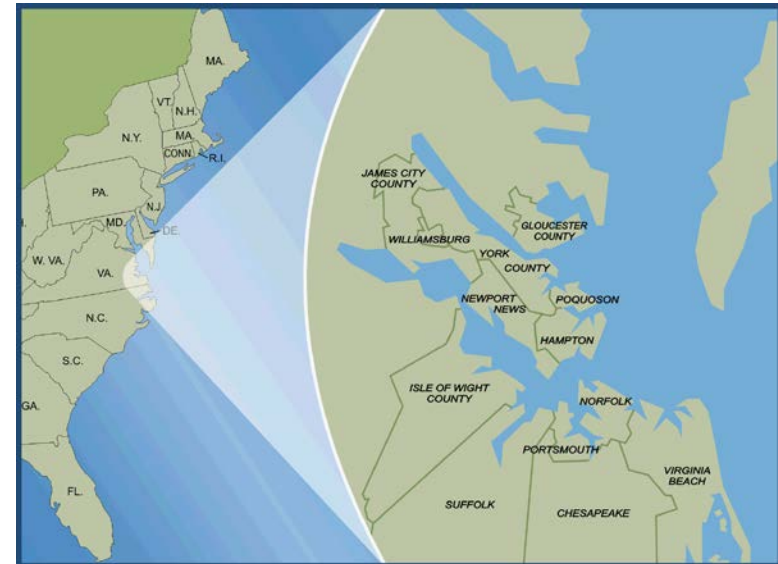 MA.
VT.
N.H.
N.Y.
MA.
CONN.
R.I.
PA.
N.J.
MD.
DE.
W. VA.
VA.
N.C.
S.C.
GA.
FL.
JAMES CITY
COUNTY
WILLIAMSBURG
GLOUCESTER
COUNTY
YORK
COUNTY
NEWPORT
NEWS
POQUOSON
HAMPTON
ISLE OF WIGHT
COUNTY
NORFOLK
PORTSMOUTH
VIRGINIA
BEACH
SUFFOLK
CHESAPEAKE